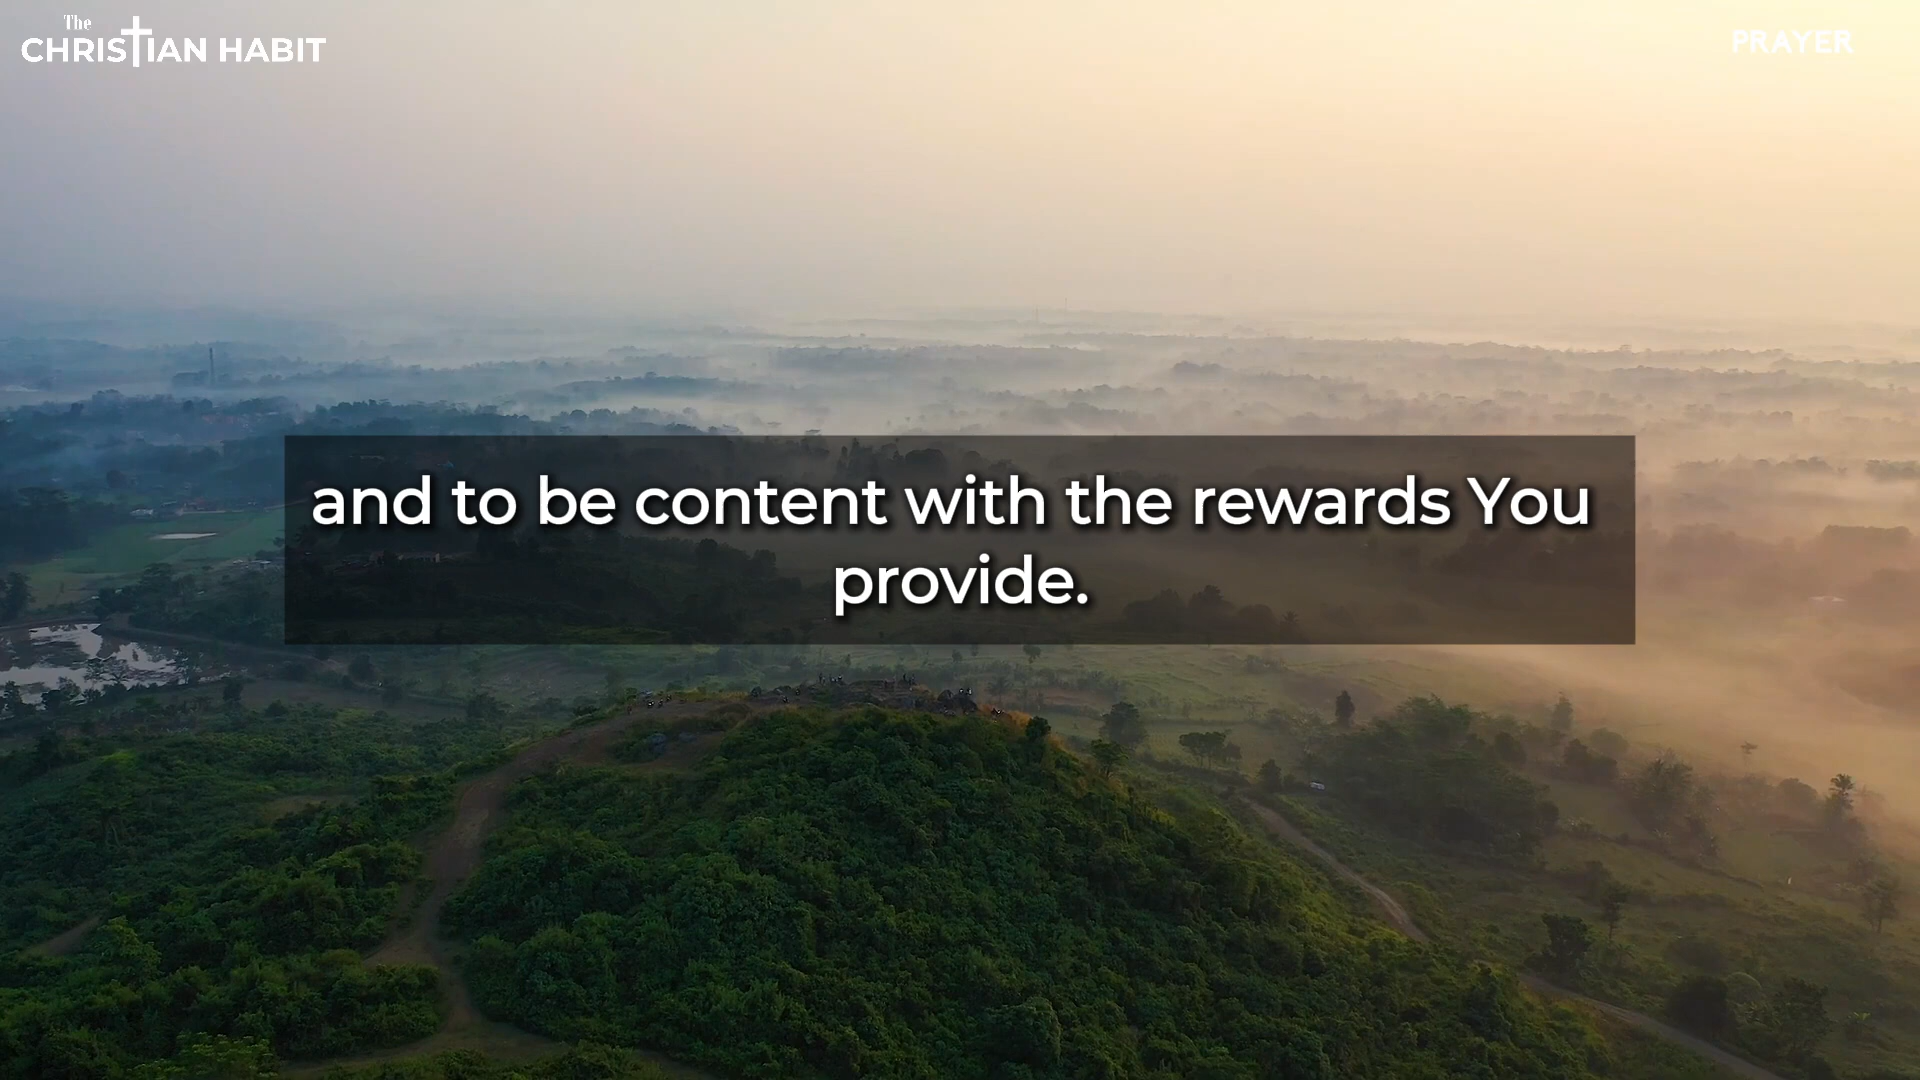 The
CHRISTIAN HABIT
PRAYER
and to be content with the rewards You
provide.